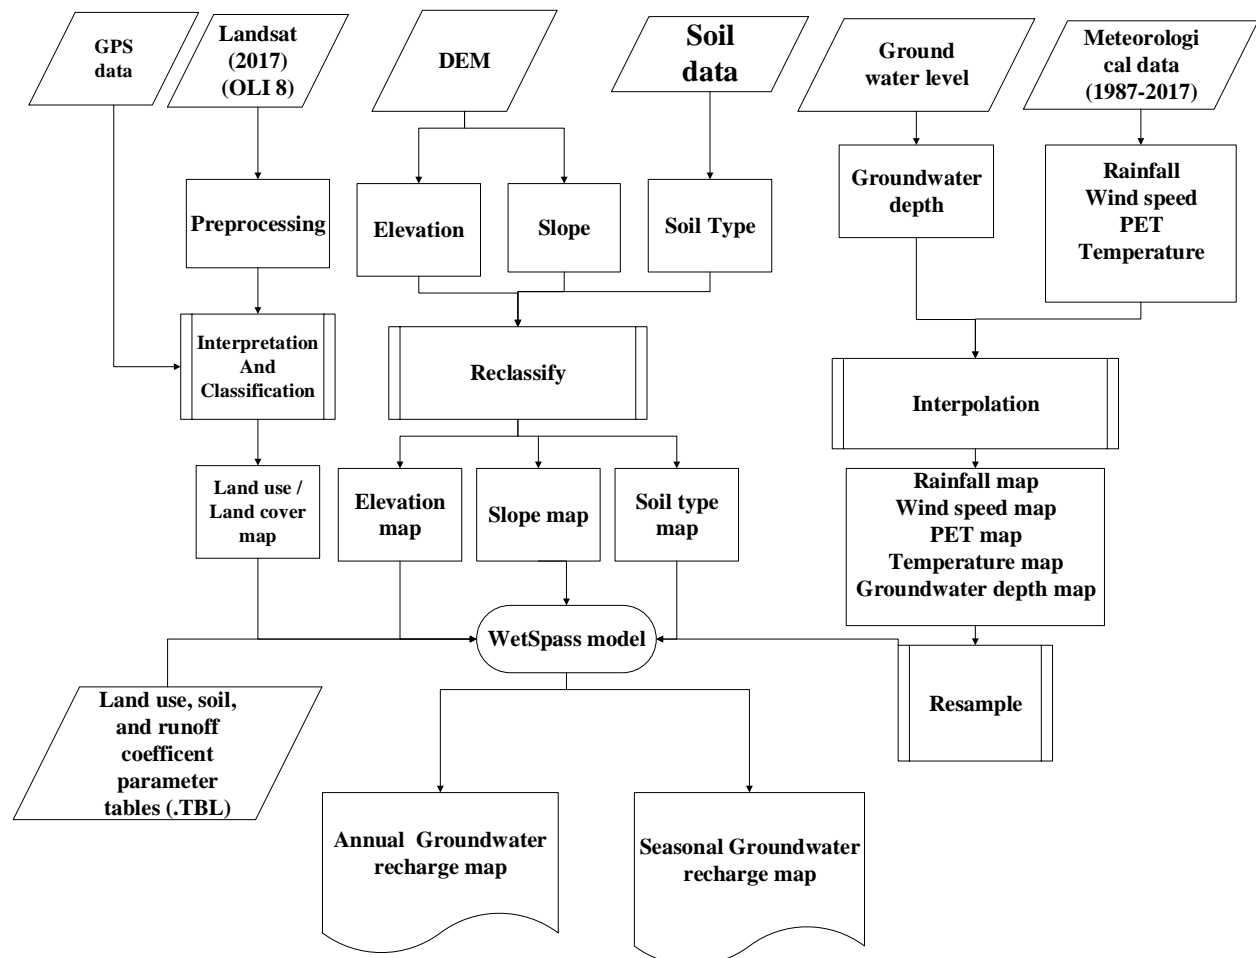 GPS
data
Landsat
(2017)
(OLI 8)
DEM
Soil
data
Ground
water level
Meteorologi
cal data
(1987-2017)
Preprocessing
Elevation
Slope
Soil Type
Groundwater
depth
Rainfall
Wind speed
PET
Temperature
Interpretation
And
Classification
Reclassify
Interpolation
Land use /
Land cover
map
Elevation
map
Slope map
Soil type
map
Rainfall map
Wind speed map
PET map
Temperature map
Groundwater depth map
WetSpass model
Resample
Land use, soil,
and runoff
coefficent
parameter
tables (.TBL)
Annual Groundwater
recharge map
Seasonal Groundwater
recharge map